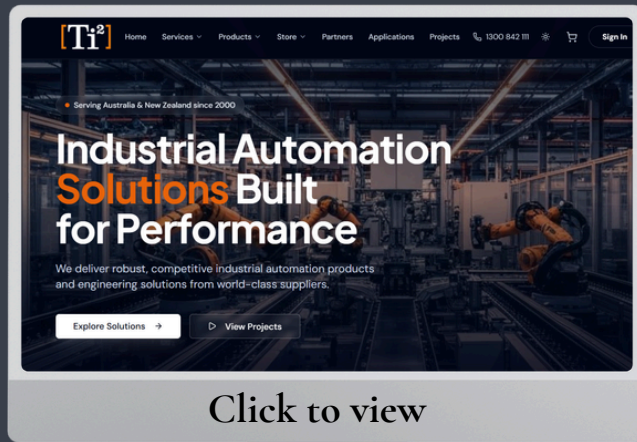 [Ti²]
Home Services Products Store Partners Applications Projects 1300 842 111 Sign In
Serving Australia & New Zealand since 2000
Industrial Automation
Solutions Built
for Performance
We deliver robust, competitive industrial automation products
and engineering solutions from world-class suppliers.
Explore Solutions → View Projects
Click to view